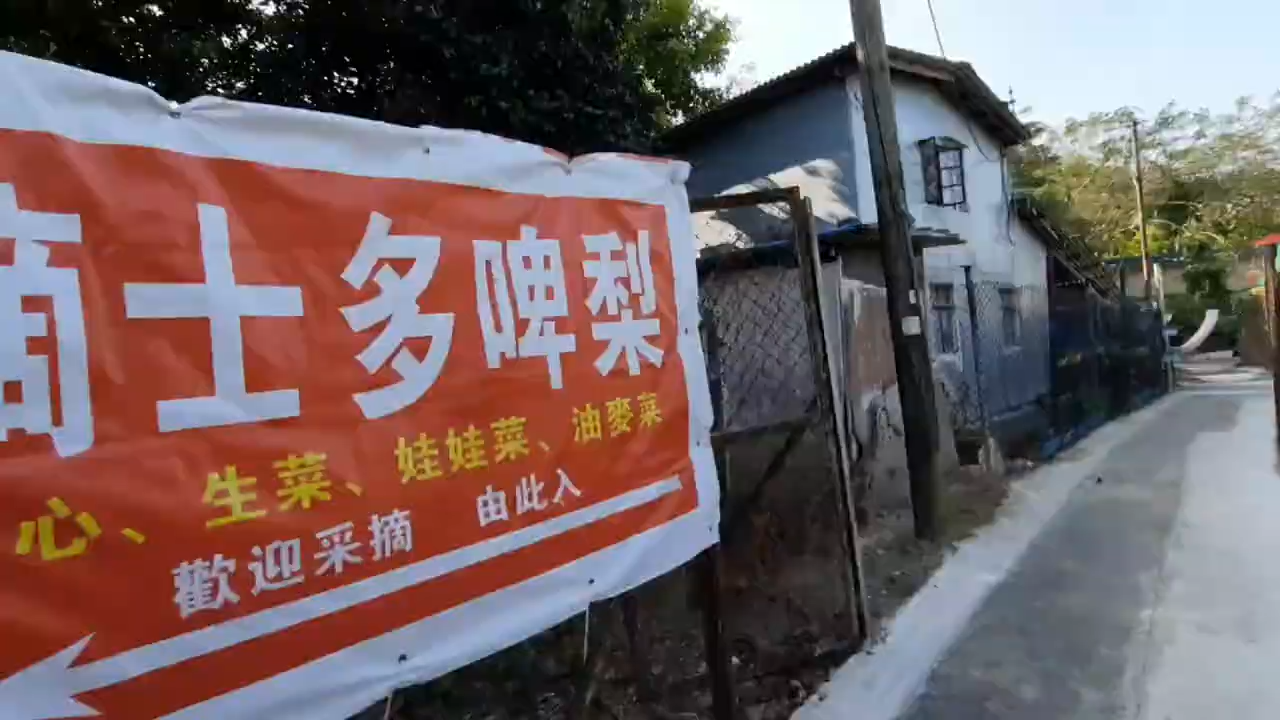 摘士多啤梨
心、生菜、娃娃菜、油麥菜
歡迎采摘 由此入